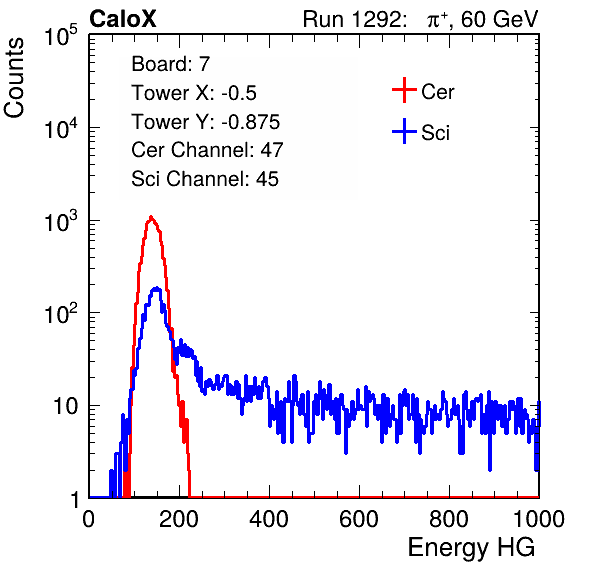 CaloX Run 1292: π⁺, 60 GeV
Counts
10⁵
10⁴
10³
10²
10
1
Board: 7
Tower X: -0.5
Tower Y: -0.875
Cer Channel: 47
Sci Channel: 45
Cer
Sci
0 200 400 600 800 1000
Energy HG